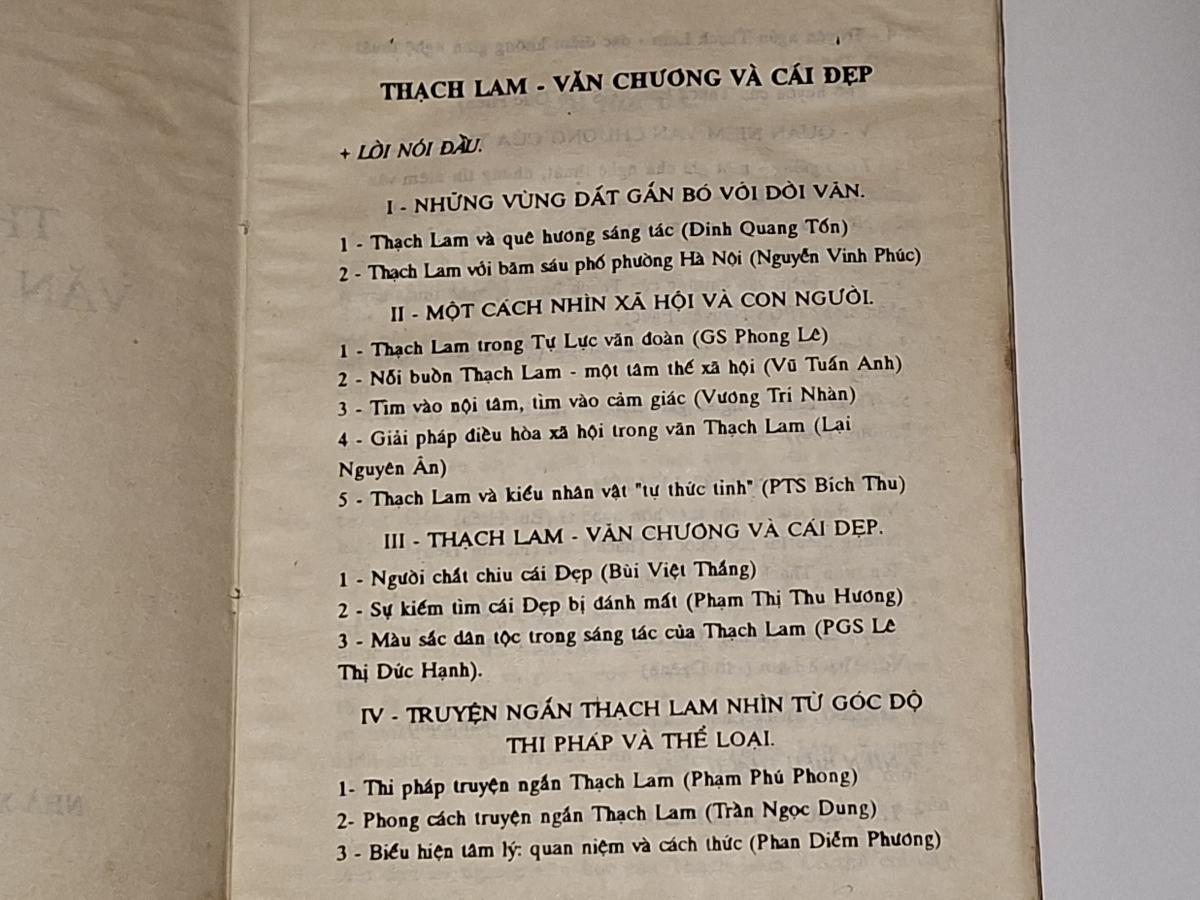 THẠCH LAM - VĂN CHƯƠNG VÀ CÁI ĐẸP
+ LỜI NÓI ĐẦU.
I - NHỮNG VÙNG ĐẤT GẮN BÓ VỚI ĐỜI VĂN.
1 - Thạch Lam và quê hương sáng tác (Đinh Quang Tốn)
2 - Thạch Lam với băm sáu phố phường Hà Nội (Nguyễn Vinh Phúc)
II - MỘT CÁCH NHÌN XÃ HỘI VÀ CON NGƯỜI.
1 - Thạch Lam trong Tự Lực văn đoàn (GS Phong Lê)
2 - Nỗi buồn Thạch Lam - một tâm thế xã hội (Vũ Tuấn Anh)
3 - Tìm vào nội tâm, tìm vào cảm giác (Vương Trí Nhàn)
4 - Giải pháp điều hòa xã hội trong văn Thạch Lam (Lại
Nguyên Ân)
5 - Thạch Lam và kiểu nhân vật "tự thức tỉnh" (PTS Bích Thu)
III - THẠCH LAM - VĂN CHƯƠNG VÀ CÁI ĐẸP.
1 - Người chắt chiu cái Đẹp (Bùi Việt Thắng)
2 - Sự kiếm tìm cái Đẹp bị đánh mất (Phạm Thị Thu Hương)
3 - Màu sắc dân tộc trong sáng tác của Thạch Lam (PGS Lê
Thị Đức Hạnh).
IV - TRUYỆN NGẮN THẠCH LAM NHÌN TỪ GÓC ĐỘ
THI PHÁP VÀ THỂ LOẠI.
1- Thi pháp truyện ngắn Thạch Lam (Phạm Phú Phong)
2- Phong cách truyện ngắn Thạch Lam (Trần Ngọc Dung)
3 - Biểu hiện tâm lý: quan niệm và cách thức (Phan Diễm Phương)